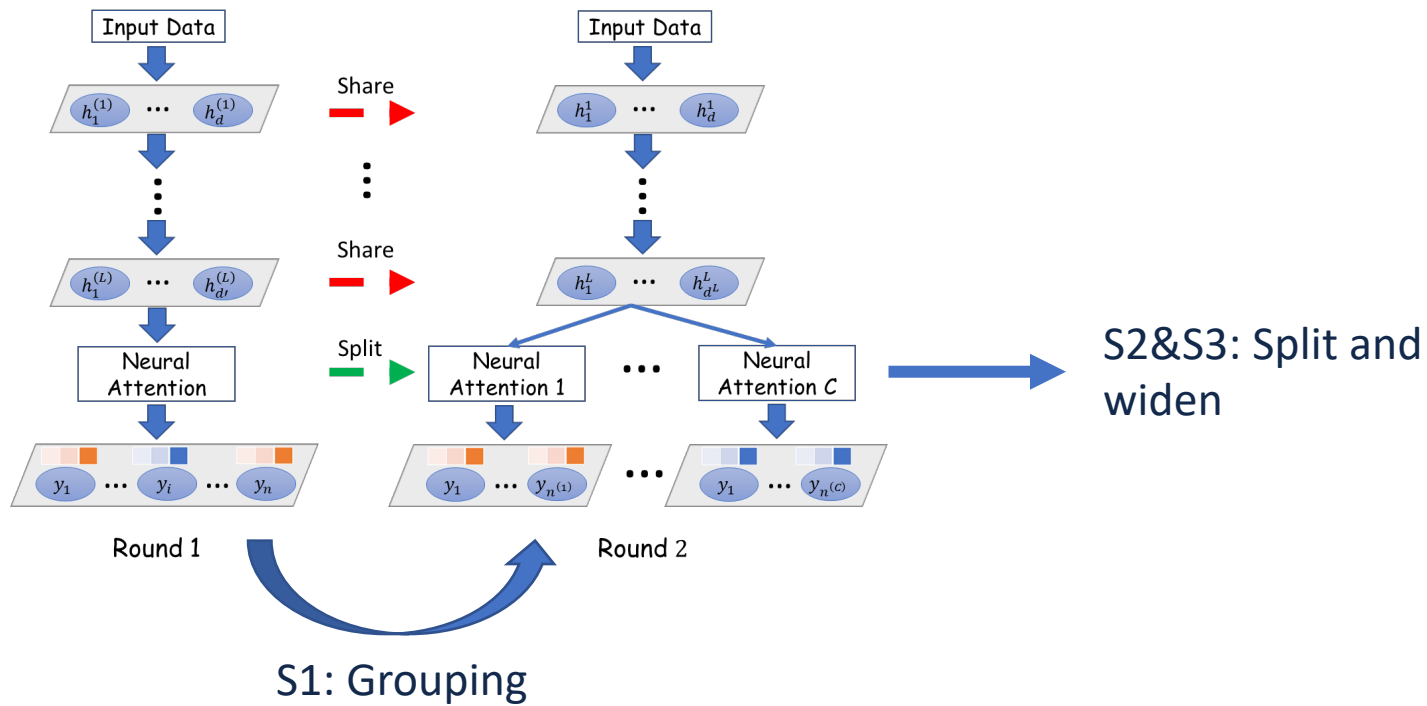 Input Data
Input Data
h_1^{(1)} ... h_d^{(1)}
Share
h_1^1 ... h_d^1
Share
h_1^{(L)} ... h_{d'}^{(L)}
h_1^L ... h_{d^L}^L
Neural
Attention
Split
Neural
Attention 1
...
Neural
Attention C
S2&S3: Split and
widen
y_1 ... y_i ... y_n
y_1 ... y_{n^{(1)}}
...
y_1 ... y_{n^{(C)}}
Round 1
Round 2
S1: Grouping